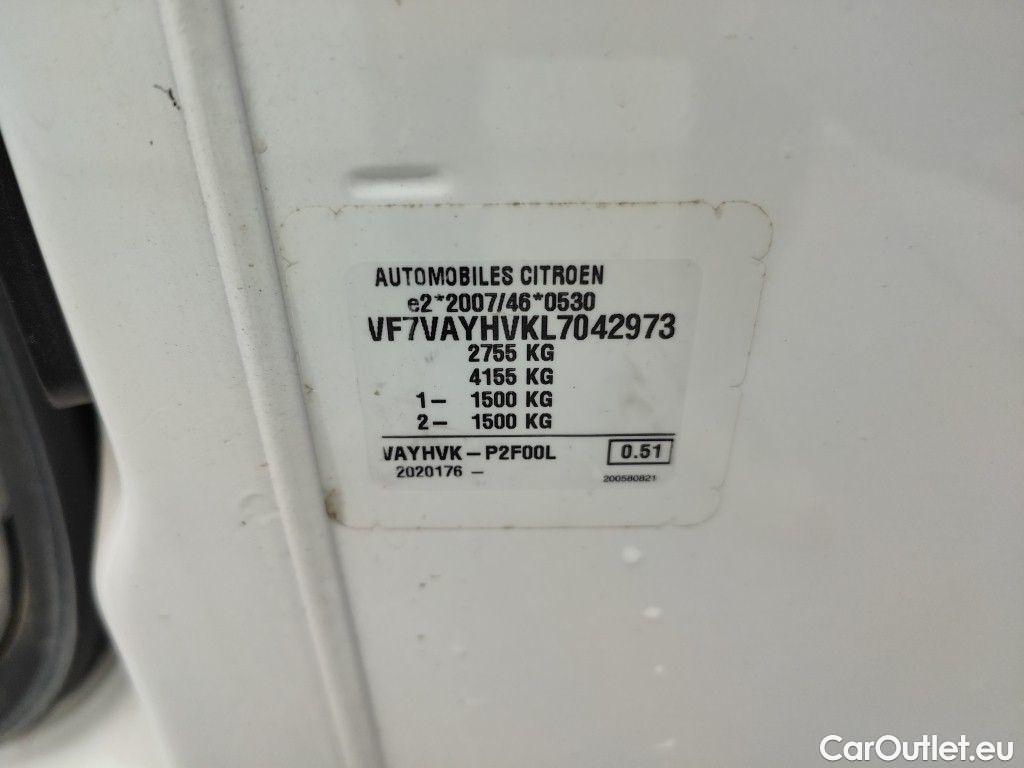 AUTOMOBILES CITROEN
e2*2007/46*0530
VF7VAYHVKL7042973
2755 KG
4155 KG
1- 1500 KG
2- 1500 KG
VAYHVK-P2F00L 0.51
2020176 - 200580821
CarOutlet.eu